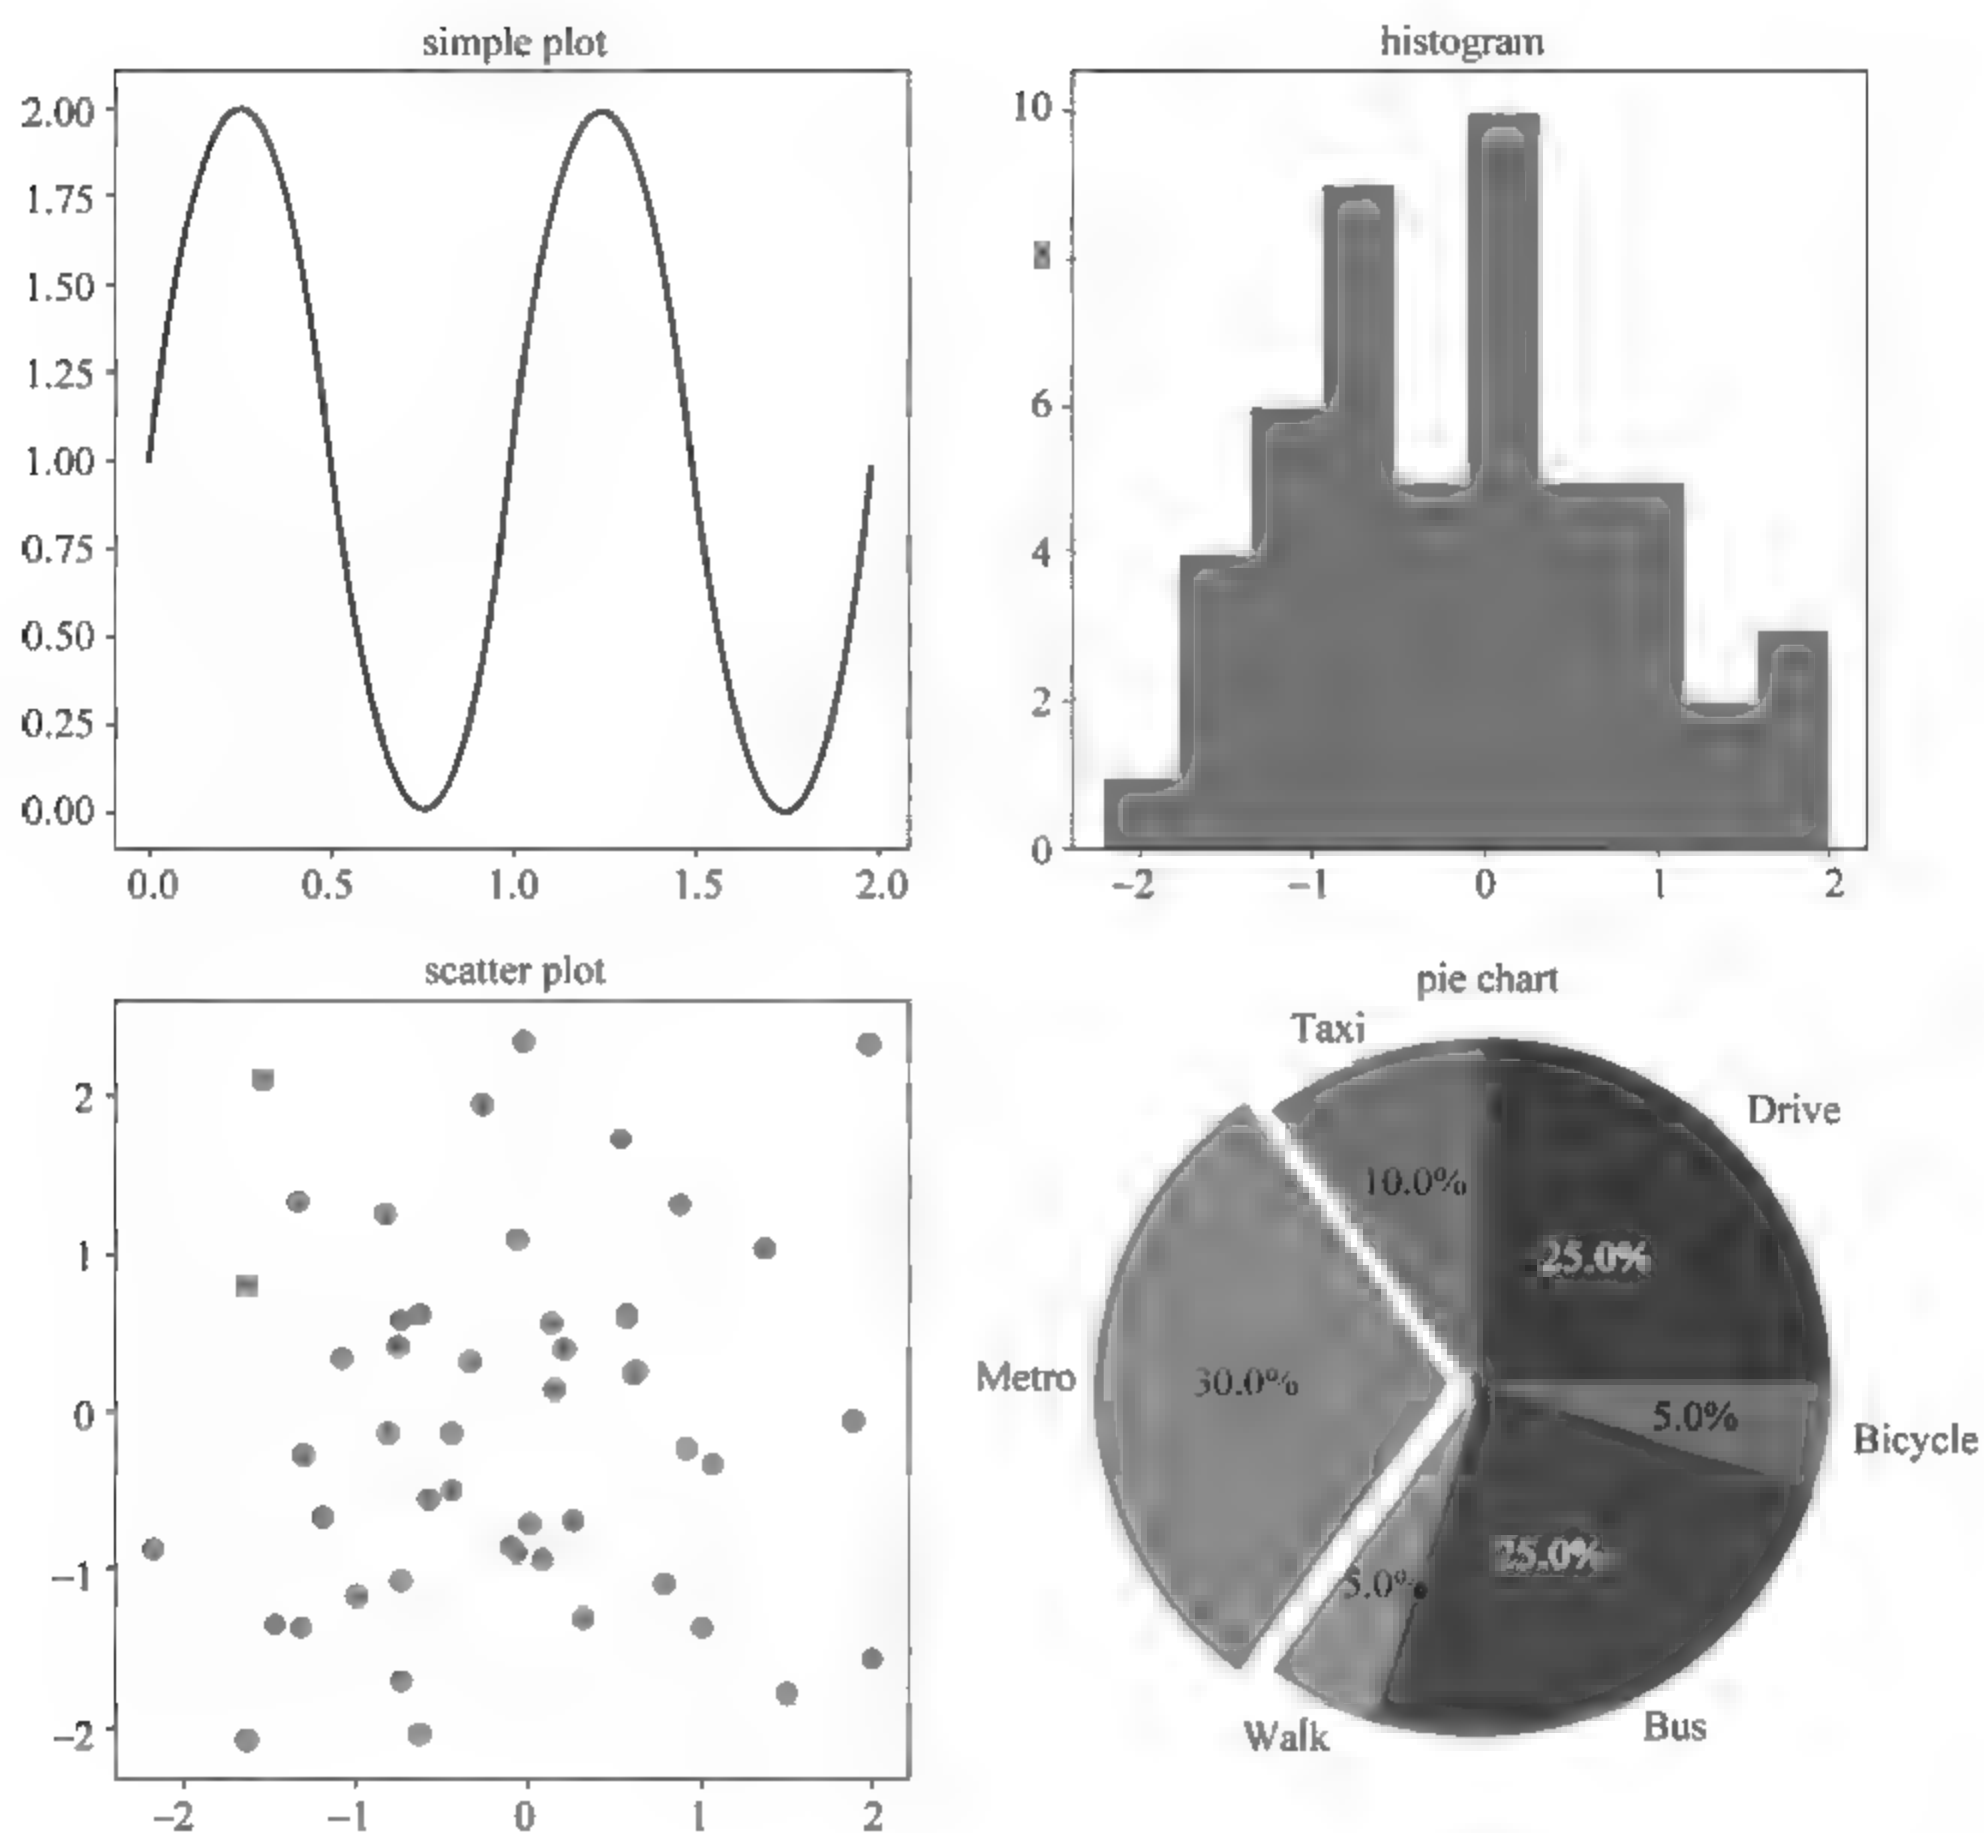 simple plot
2.00
1.75
1.50
1.25
1.00
0.75
0.50
0.25
0.00
0.0 0.5 1.0 1.5 2.0
histogram
10
6
4
2
0
−2 −1 0 1 2
scatter plot
2
1
0
−1
−2
−2 −1 0 1 2
pie chart
Taxi
Drive
10.0%
25.0%
Metro
30.0%
5.0%
Bicycle
25.0%
5.0%
Walk
Bus